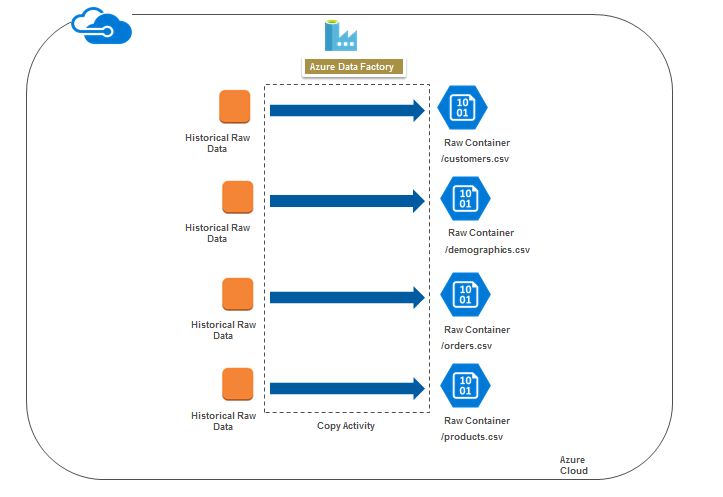 Azure Data Factory
10
01
Historical Raw
Data
Raw Container
/customers.csv
10
01
Historical Raw
Data
Raw Container
/demographics.csv
10
01
Historical Raw
Data
Raw Container
/orders.csv
10
01
Historical Raw
Data
Raw Container
/products.csv
Copy Activity
Azure
Cloud